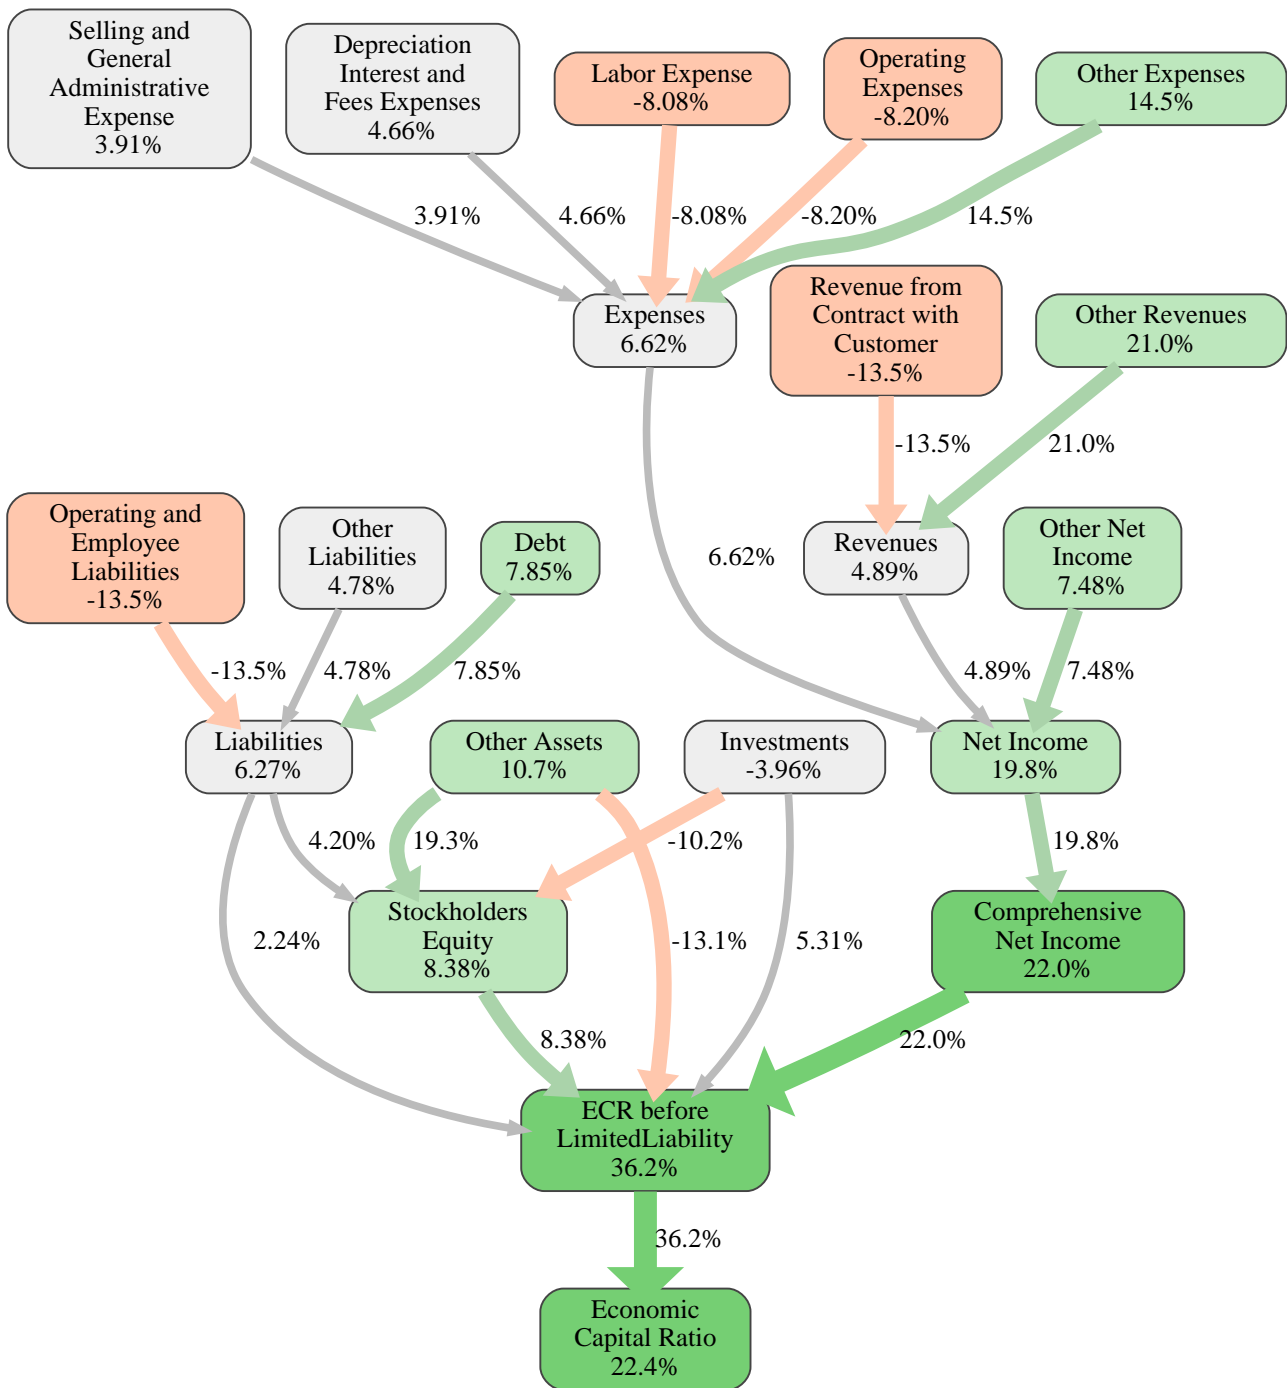 Selling and
General
Administrative
Expense
3.91%
Depreciation
Interest and
Fees Expenses
4.66%
Labor Expense
-8.08%
Operating
Expenses
-8.20%
Other Expenses
14.5%
3.91%
4.66%
-8.08%
-8.20%
14.5%
Expenses
6.62%
Revenue from
Contract with
Customer
-13.5%
Other Revenues
21.0%
-13.5%
21.0%
Operating and
Employee
Liabilities
-13.5%
Other
Liabilities
4.78%
Debt
7.85%
6.62%
Revenues
4.89%
Other Net
Income
7.48%
-13.5%
4.78%
7.85%
4.89%
7.48%
Liabilities
6.27%
Other Assets
10.7%
Investments
-3.96%
Net Income
19.8%
4.20%
19.3%
-10.2%
19.8%
Stockholders
Equity
8.38%
Comprehensive
Net Income
22.0%
2.24%
-13.1%
5.31%
8.38%
22.0%
ECR before
LimitedLiability
36.2%
36.2%
Economic
Capital Ratio
22.4%